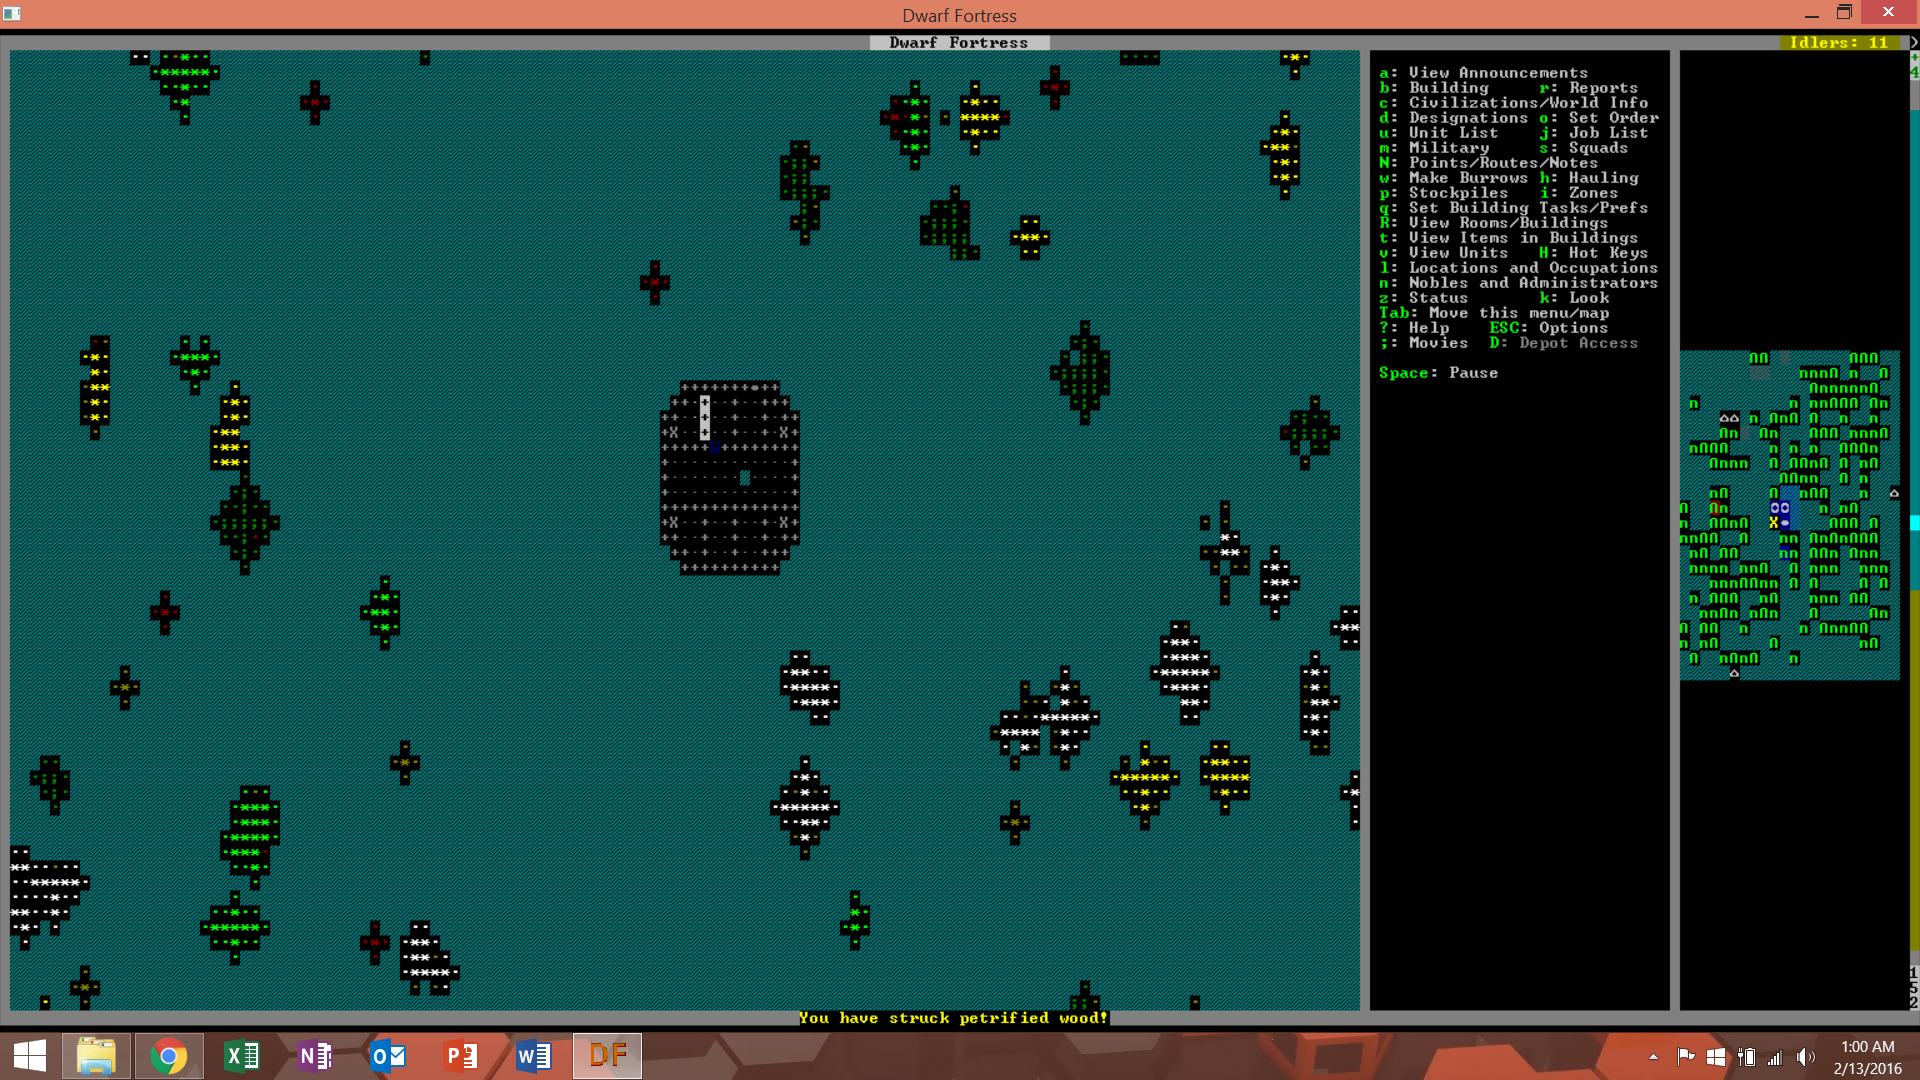 Dwarf Fortress
Dwarf Fortress
Idlers: 11
a: View Announcements
b: Building r: Reports
c: Civilizations/World Info
d: Designations o: Set Order
u: Unit List j: Job List
m: Military s: Squads
N: Points/Routes/Notes
w: Make Burrows h: Hauling
p: Stockpiles i: Zones
q: Set Building Tasks/Prefs
R: View Rooms/Buildings
t: View Items in Buildings
v: View Units H: Hot Keys
l: Locations and Occupations
n: Nobles and Administrators
z: Status k: Look
Tab: Move this menu/map
?: Help ESC: Options
;: Movies D: Depot Access
Space: Pause
+4
152
You have struck petrified wood!
DF
1:00 AM
2/13/2016